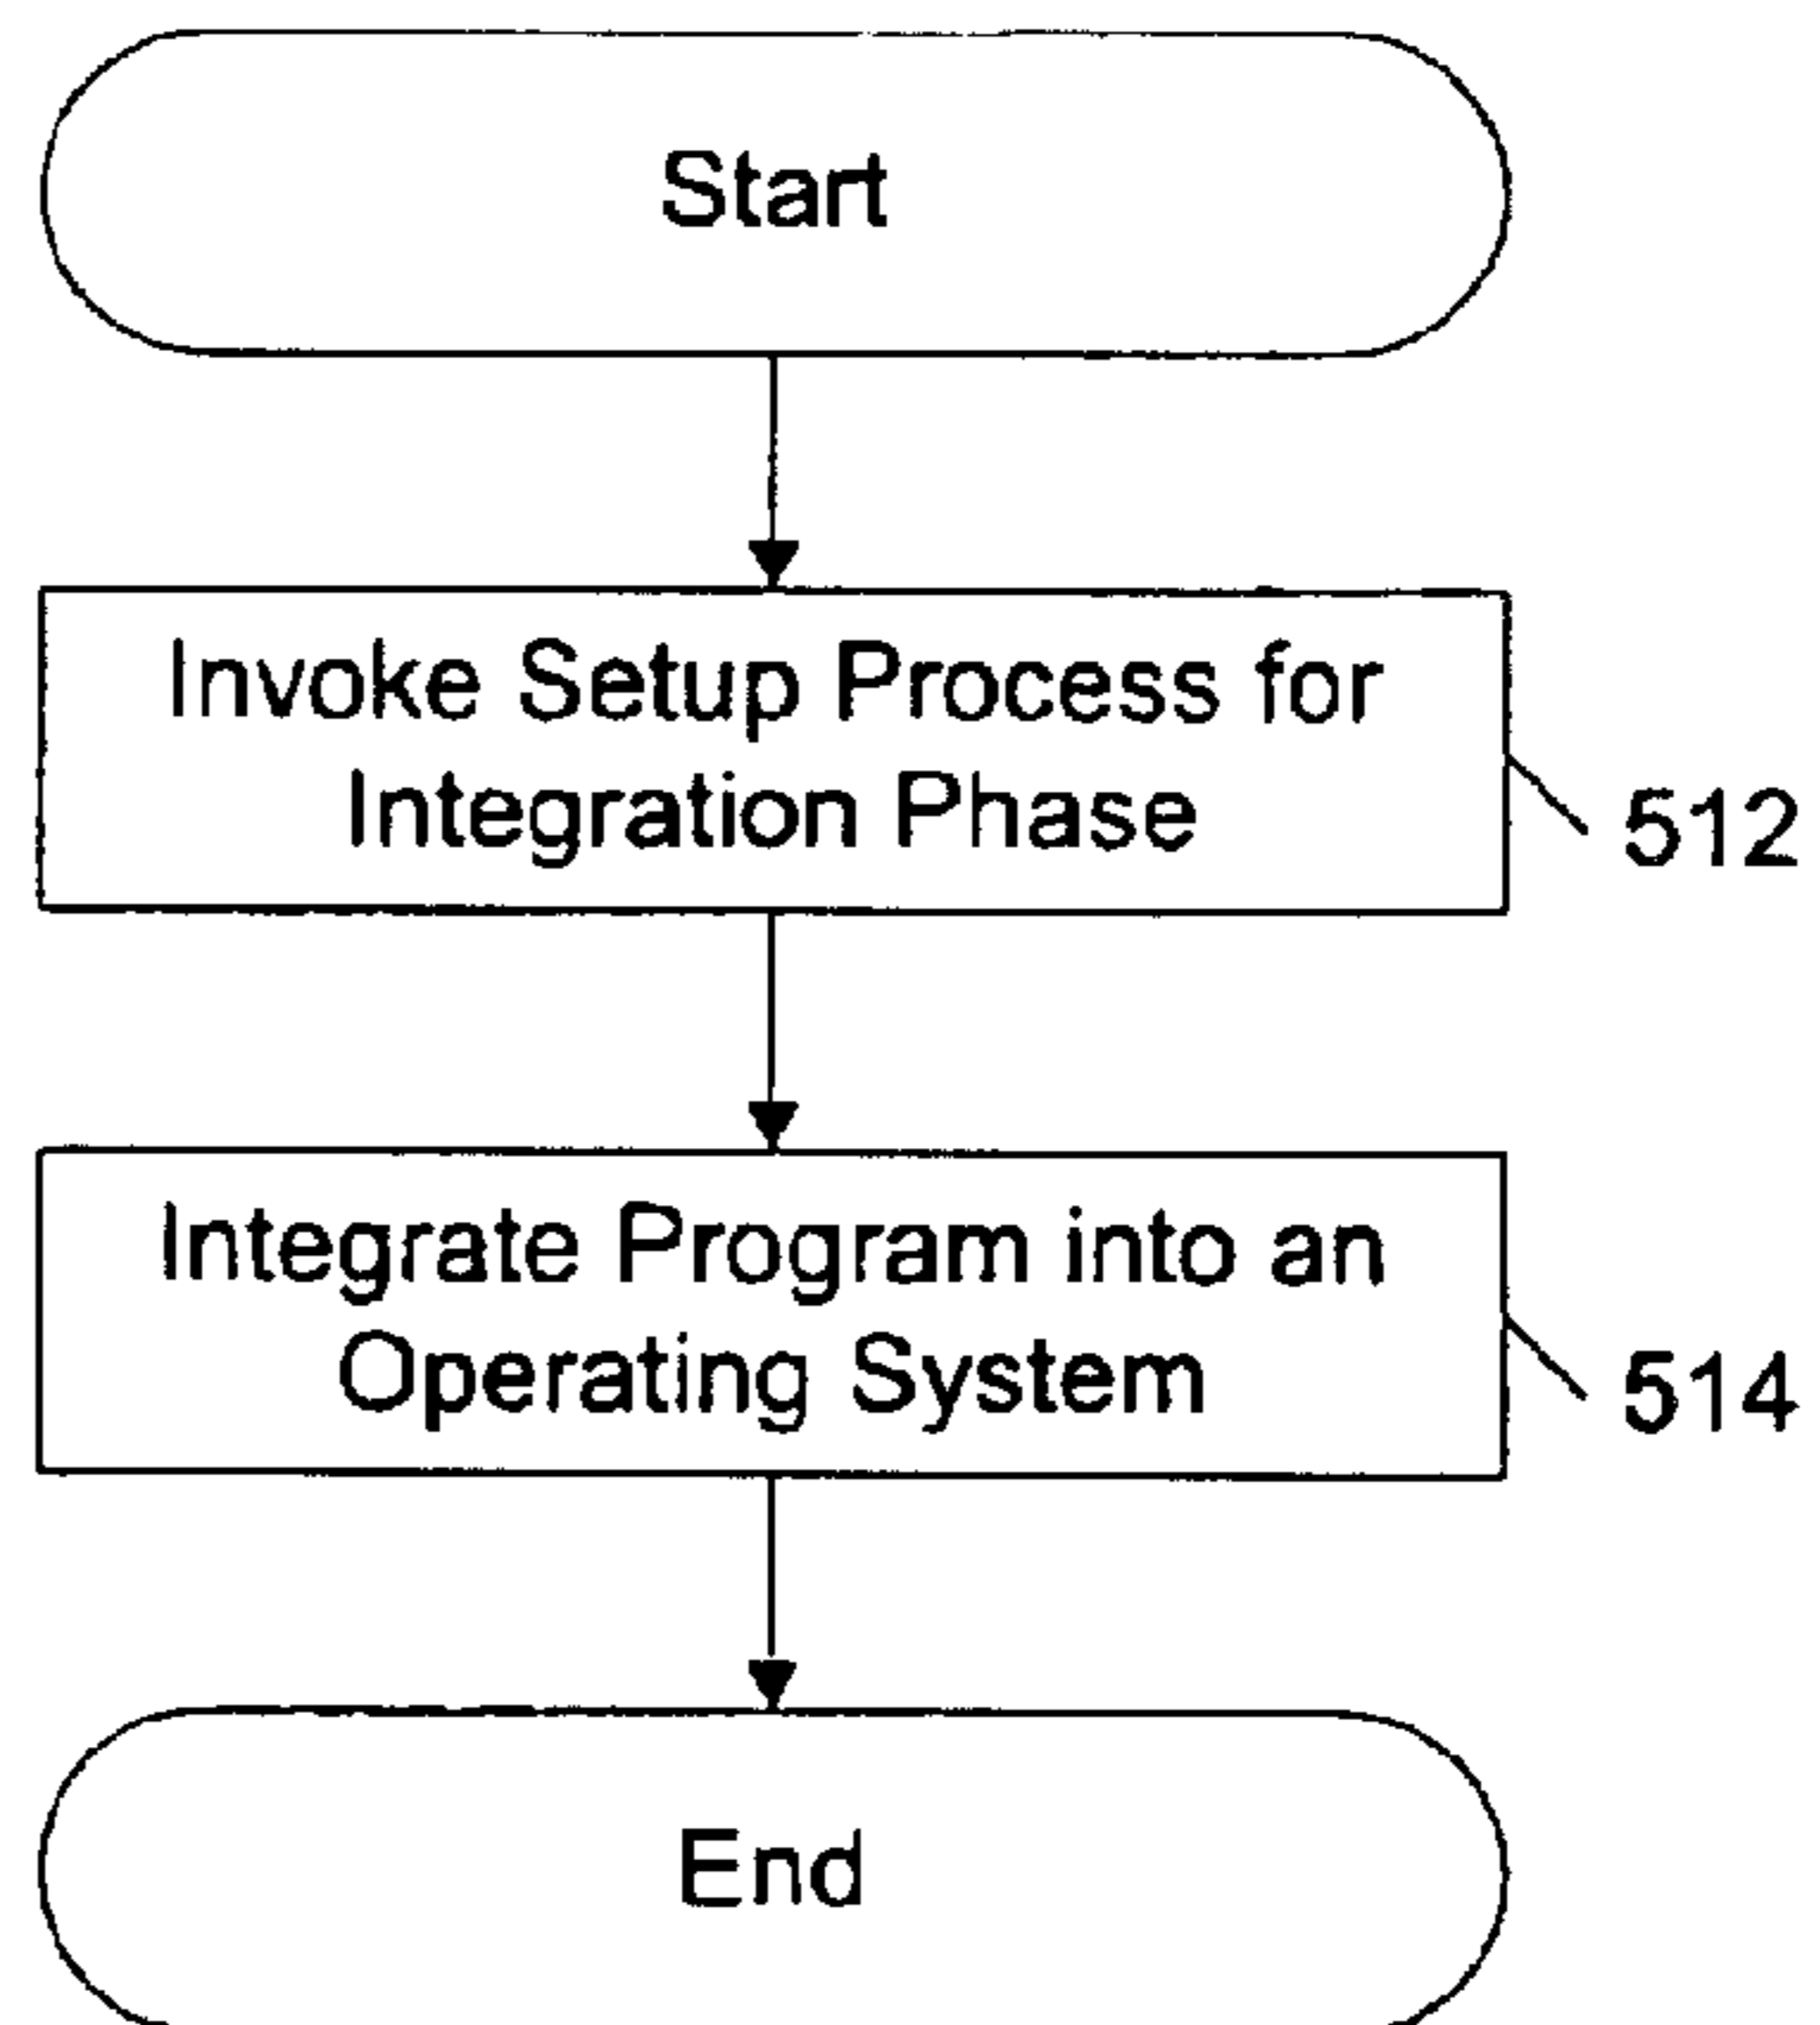 Start
Invoke Setup Process for
Integration Phase
512
Integrate Program into an
Operating System
514
End